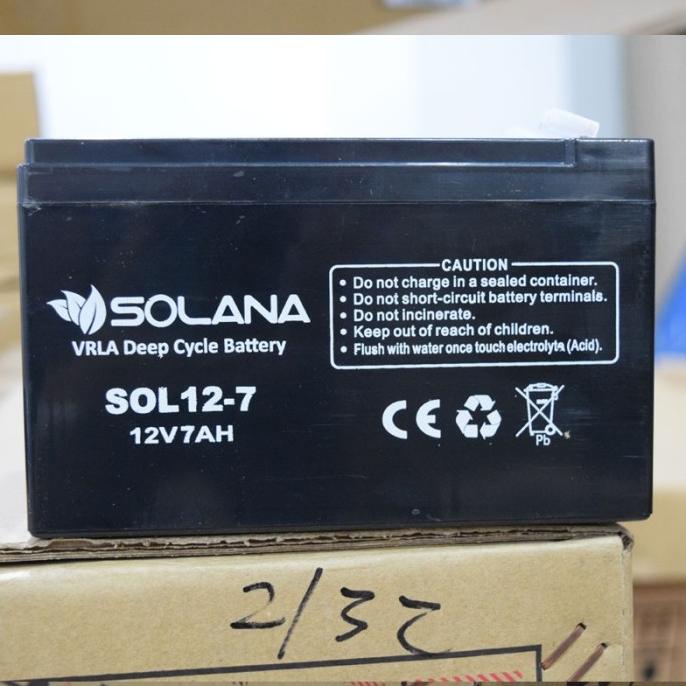 SOLANA
VRLA Deep Cycle Battery
SOL12-7
12V7AH
CAUTION
• Do not charge in a sealed container.
• Do not short-circuit battery terminals.
• Do not incinerate.
• Keep out of reach of children.
• Flush with water once touch electrolyte (Acid).
CE
Pb